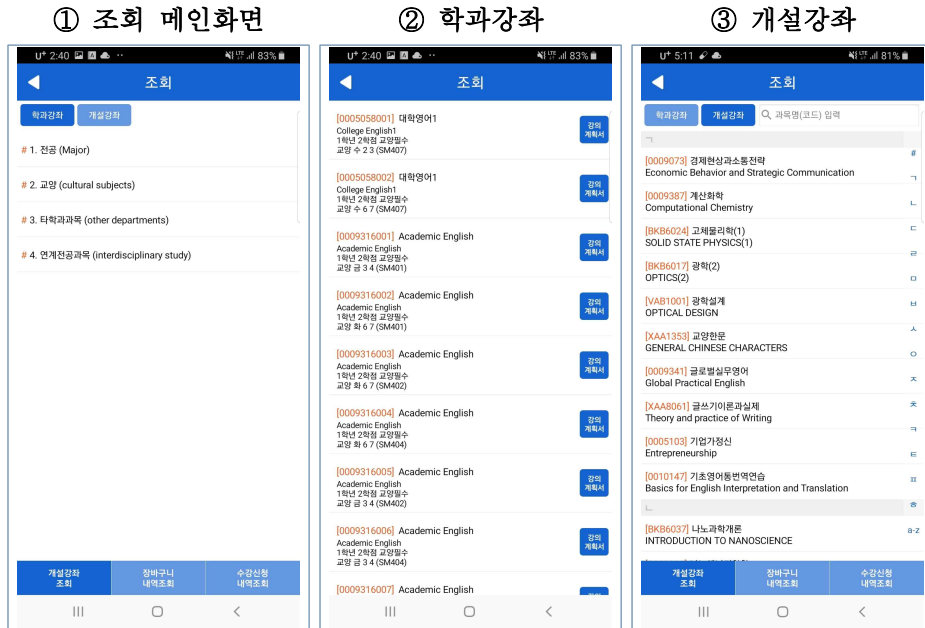 ① 조회 메인화면
② 학과강좌
③ 개설강좌
U+ 2:40
LTE 83%
조회
학과강좌
개설강좌
# 1. 전공 (Major)
# 2. 교양 (cultural subjects)
# 3. 타학과과목 (other departments)
# 4. 연계전공과목 (interdisciplinary study)
개설강좌
조회
장바구니
내역조회
수강신청
내역조회
U+ 2:40
LTE 83%
조회
[0005058001] 대학영어1
College English1
1학년 2학점 교양필수
교양 수 2 3 (SM407)
강의
계획서
[0005058002] 대학영어1
College English1
1학년 2학점 교양필수
교양 수 6 7 (SM407)
강의
계획서
[0009316001] Academic English
Academic English
1학년 2학점 교양필수
교양 금 3 4 (SM401)
강의
계획서
[0009316002] Academic English
Academic English
1학년 2학점 교양필수
교양 화 6 7 (SM401)
강의
계획서
[0009316003] Academic English
Academic English
1학년 2학점 교양필수
교양 화 6 7 (SM402)
강의
계획서
[0009316004] Academic English
Academic English
1학년 2학점 교양필수
교양 화 6 7 (SM404)
강의
계획서
[0009316005] Academic English
Academic English
1학년 2학점 교양필수
교양 금 3 4 (SM402)
강의
계획서
[0009316006] Academic English
Academic English
1학년 2학점 교양필수
교양 금 3 4 (SM404)
강의
계획서
[0009316007] Academic English
U+ 5:11
LTE 81%
조회
학과강좌
개설강좌
과목명(코드) 입력
ㄱ
[0009073] 경제현상과소통전략
Economic Behavior and Strategic Communication
[0009387] 계산화학
Computational Chemistry
[BKB6024] 고체물리학(1)
SOLID STATE PHYSICS(1)
[BKB6017] 광학(2)
OPTICS(2)
[VAB1001] 광학설계
OPTICAL DESIGN
[XAA1353] 교양한문
GENERAL CHINESE CHARACTERS
[0009341] 글로벌실무영어
Global Practical English
[XAA8061] 글쓰기이론과실제
Theory and practice of Writing
[0005103] 기업가정신
Entrepreneurship
[0010147] 기초영어통번역연습
Basics for English Interpretation and Translation
ㄴ
[BKB6037] 나노과학개론
INTRODUCTION TO NANOSCIENCE
#
ㄱ
ㄴ
ㄷ
ㄹ
ㅁ
ㅂ
ㅅ
ㅇ
ㅈ
ㅊ
ㅋ
ㅌ
ㅍ
ㅎ
a-z
개설강좌
조회
장바구니
내역조회
수강신청
내역조회